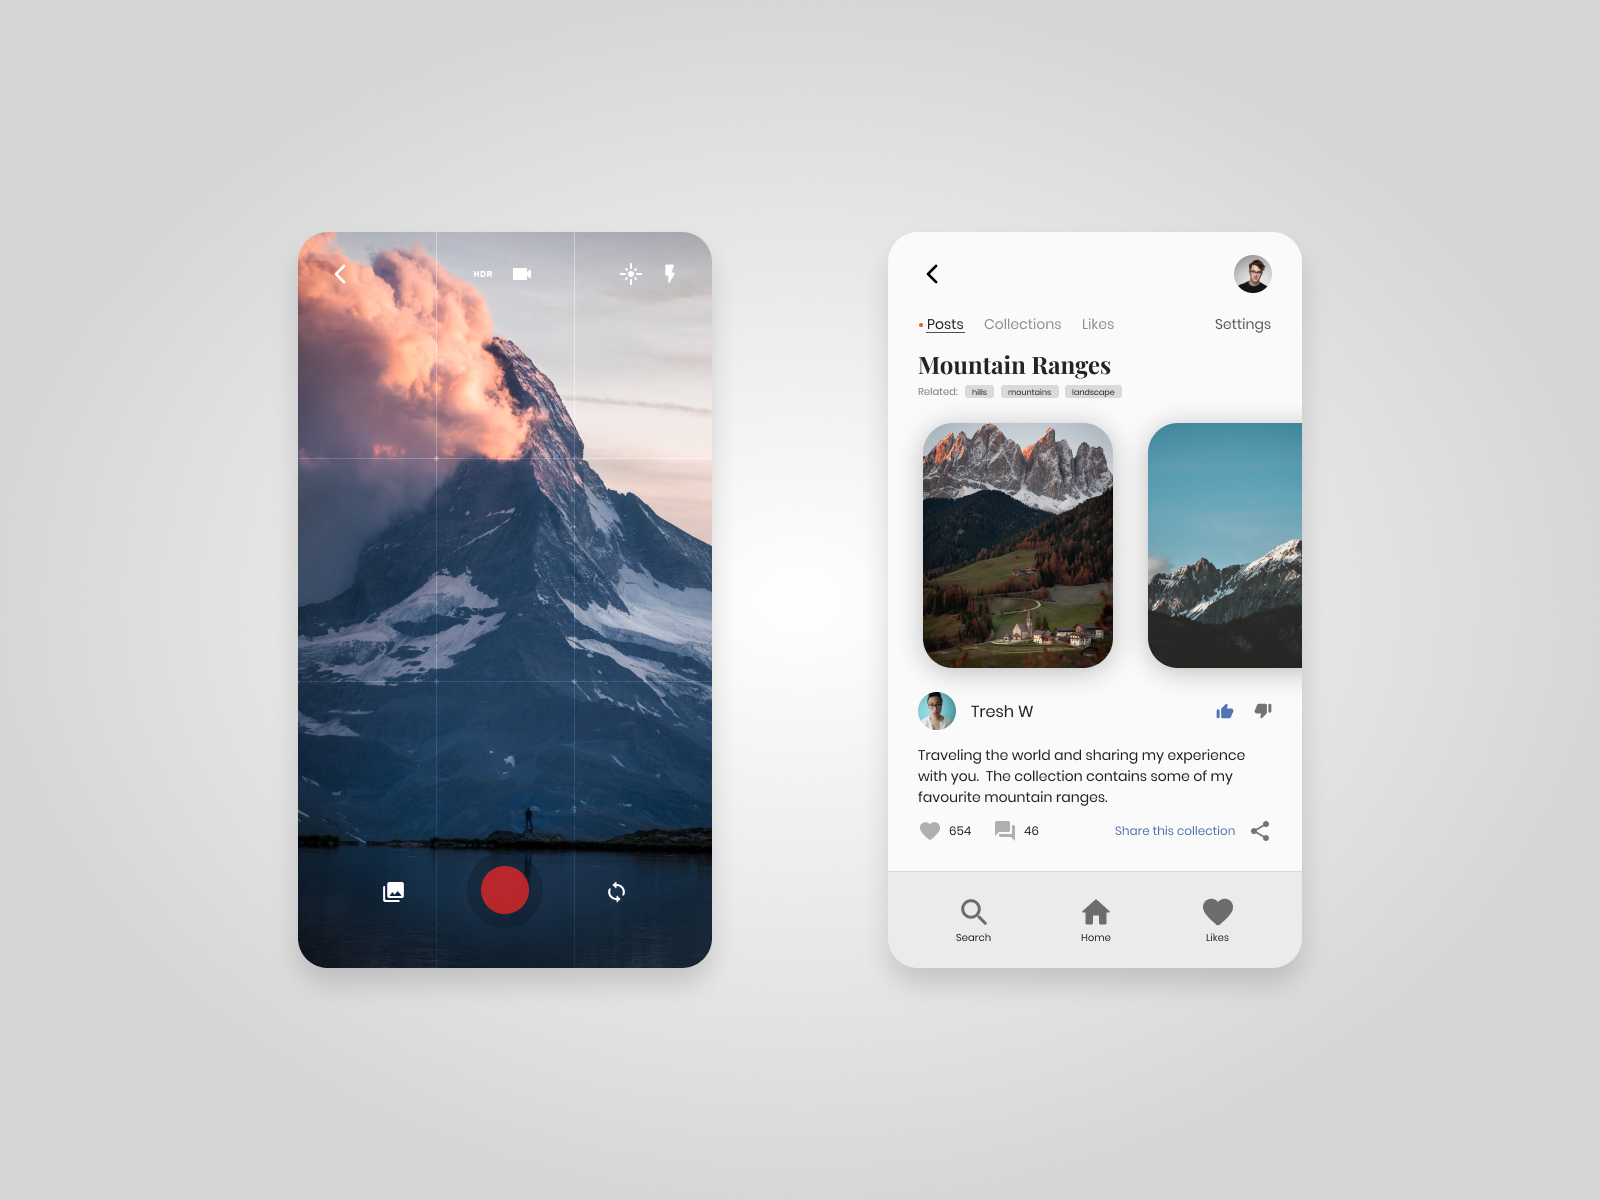 HDR
Posts Collections Likes Settings
Mountain Ranges
Related: hills mountains landscape
Tresh W
Traveling the world and sharing my experience
with you. The collection contains some of my
favourite mountain ranges.
654 46 Share this collection
Search Home Likes